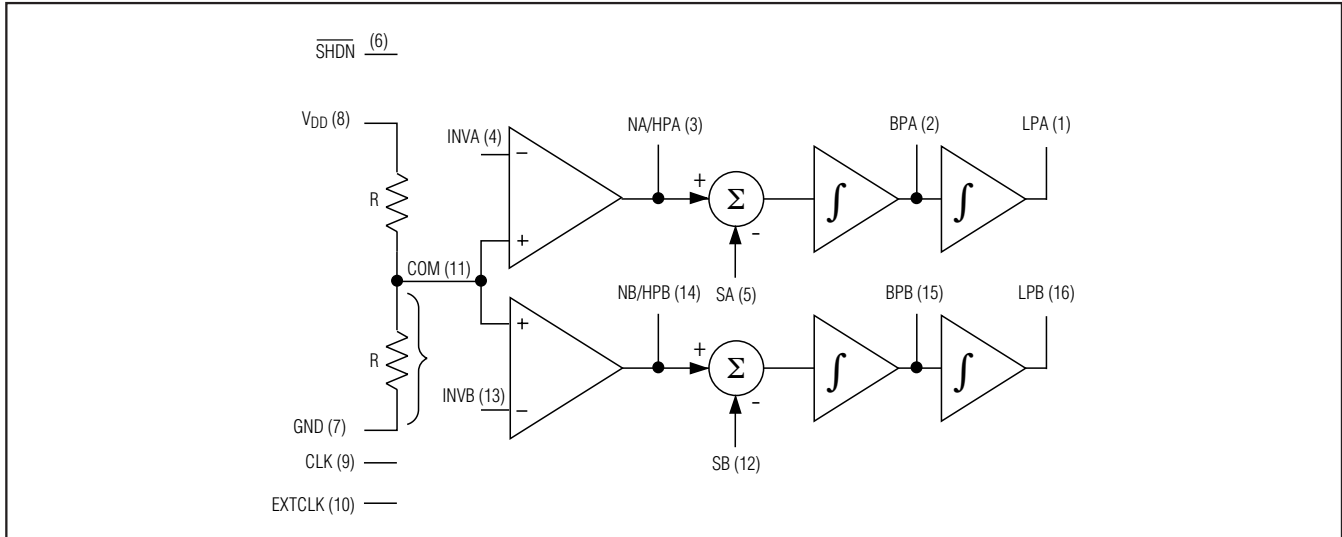 SHDN (6)
VDD (8)
INVA (4)
NA/HPA (3)
BPA (2)
LPA (1)
−
+
∫
∫
R
Σ
-
+
COM (11)
SA (5)
NB/HPB (14)
BPB (15)
LPB (16)
+
+
∫
∫
R
Σ
-
INVB (13)
−
GND (7)
SB (12)
CLK (9)
EXTCLK (10)